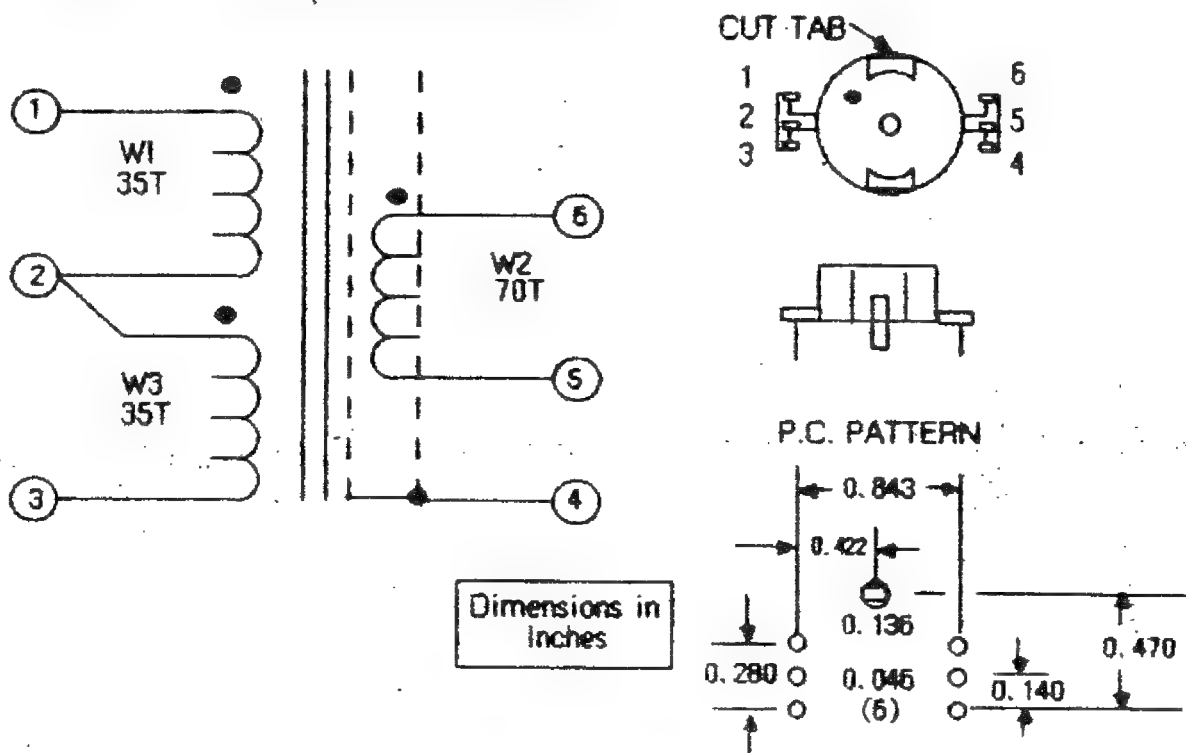 CUT TAB
1
2
3
6
5
4
1
W1
35T
2
W3
35T
3
6
W2
70T
5
4
P.C. PATTERN
0.843
0.422
0.136
0.280
0.046
(6)
0.140
0.470
Dimensions in
Inches